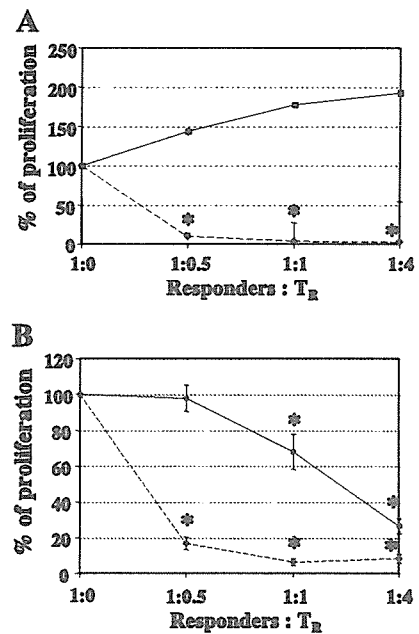 A
% of proliferation
250
200
150
100
50
0
1:0 1:0.5 1:1 1:4
Responders : TR
B
% of proliferation
120
100
80
60
40
20
0
1:0 1:0.5 1:1 1:4
Responders : TR